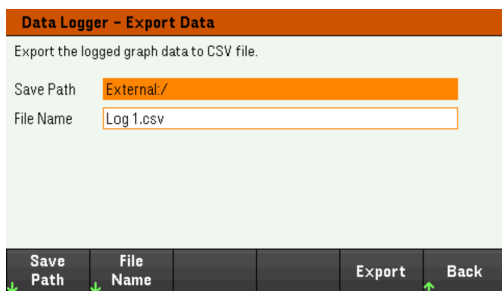 Data Logger - Export Data
Export the logged graph data to CSV file.
Save Path External:/
File Name Log 1.csv
Save Path
File Name
Export
Back